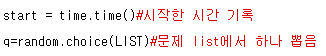 start = time.time()#시작한 시간 기록
q=random.choice(LIST)#문제 list에서 하나 뽑음